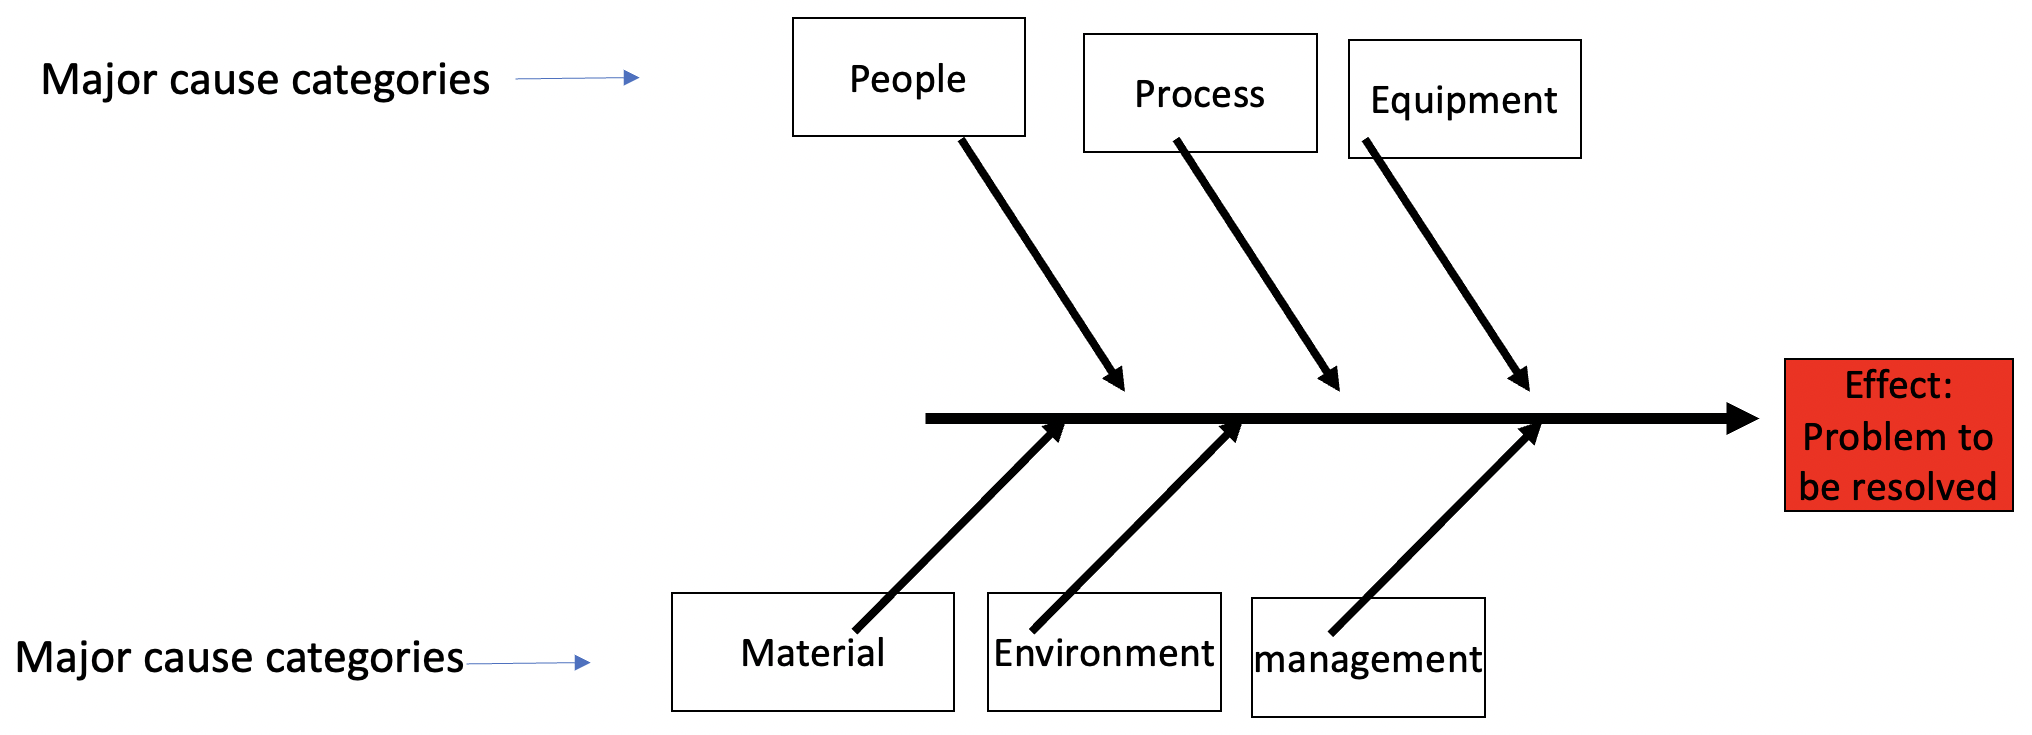 Major cause categories
People
Process
Equipment
Effect:
Problem to
be resolved
Major cause categories
Material
Environment
management